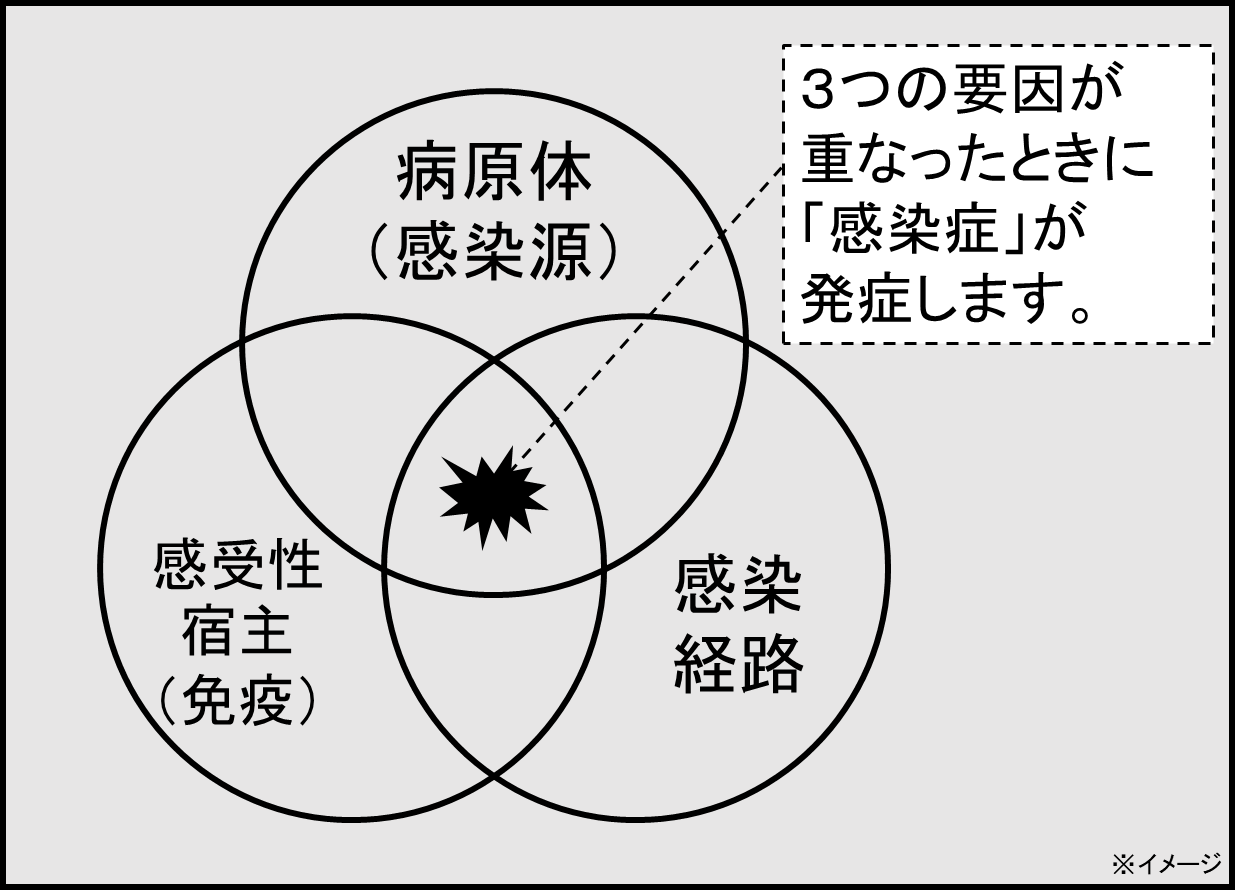 病原体
（感染源）
３つの要因が
重なったときに
「感染症」が
発症します。
感受性
宿主
（免疫）
感染
経路
※イメージ